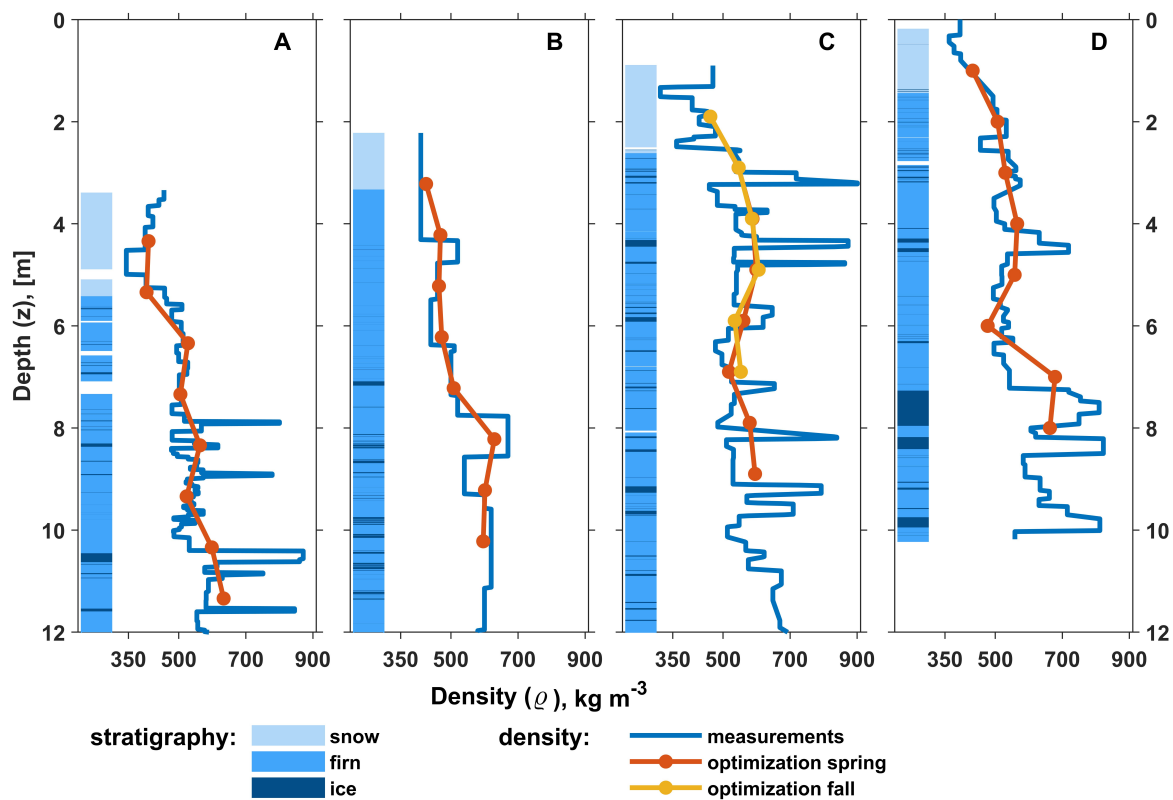 A
B
C
D
0
2
4
6
8
10
12
0
2
4
6
8
10
12
Depth (z), [m]
350 500 700 900
350 500 700 900
350 500 700 900
350 500 700 900
Density (ϱ), kg m⁻³
stratigraphy:
snow
firn
ice
density:
measurements
optimization spring
optimization fall